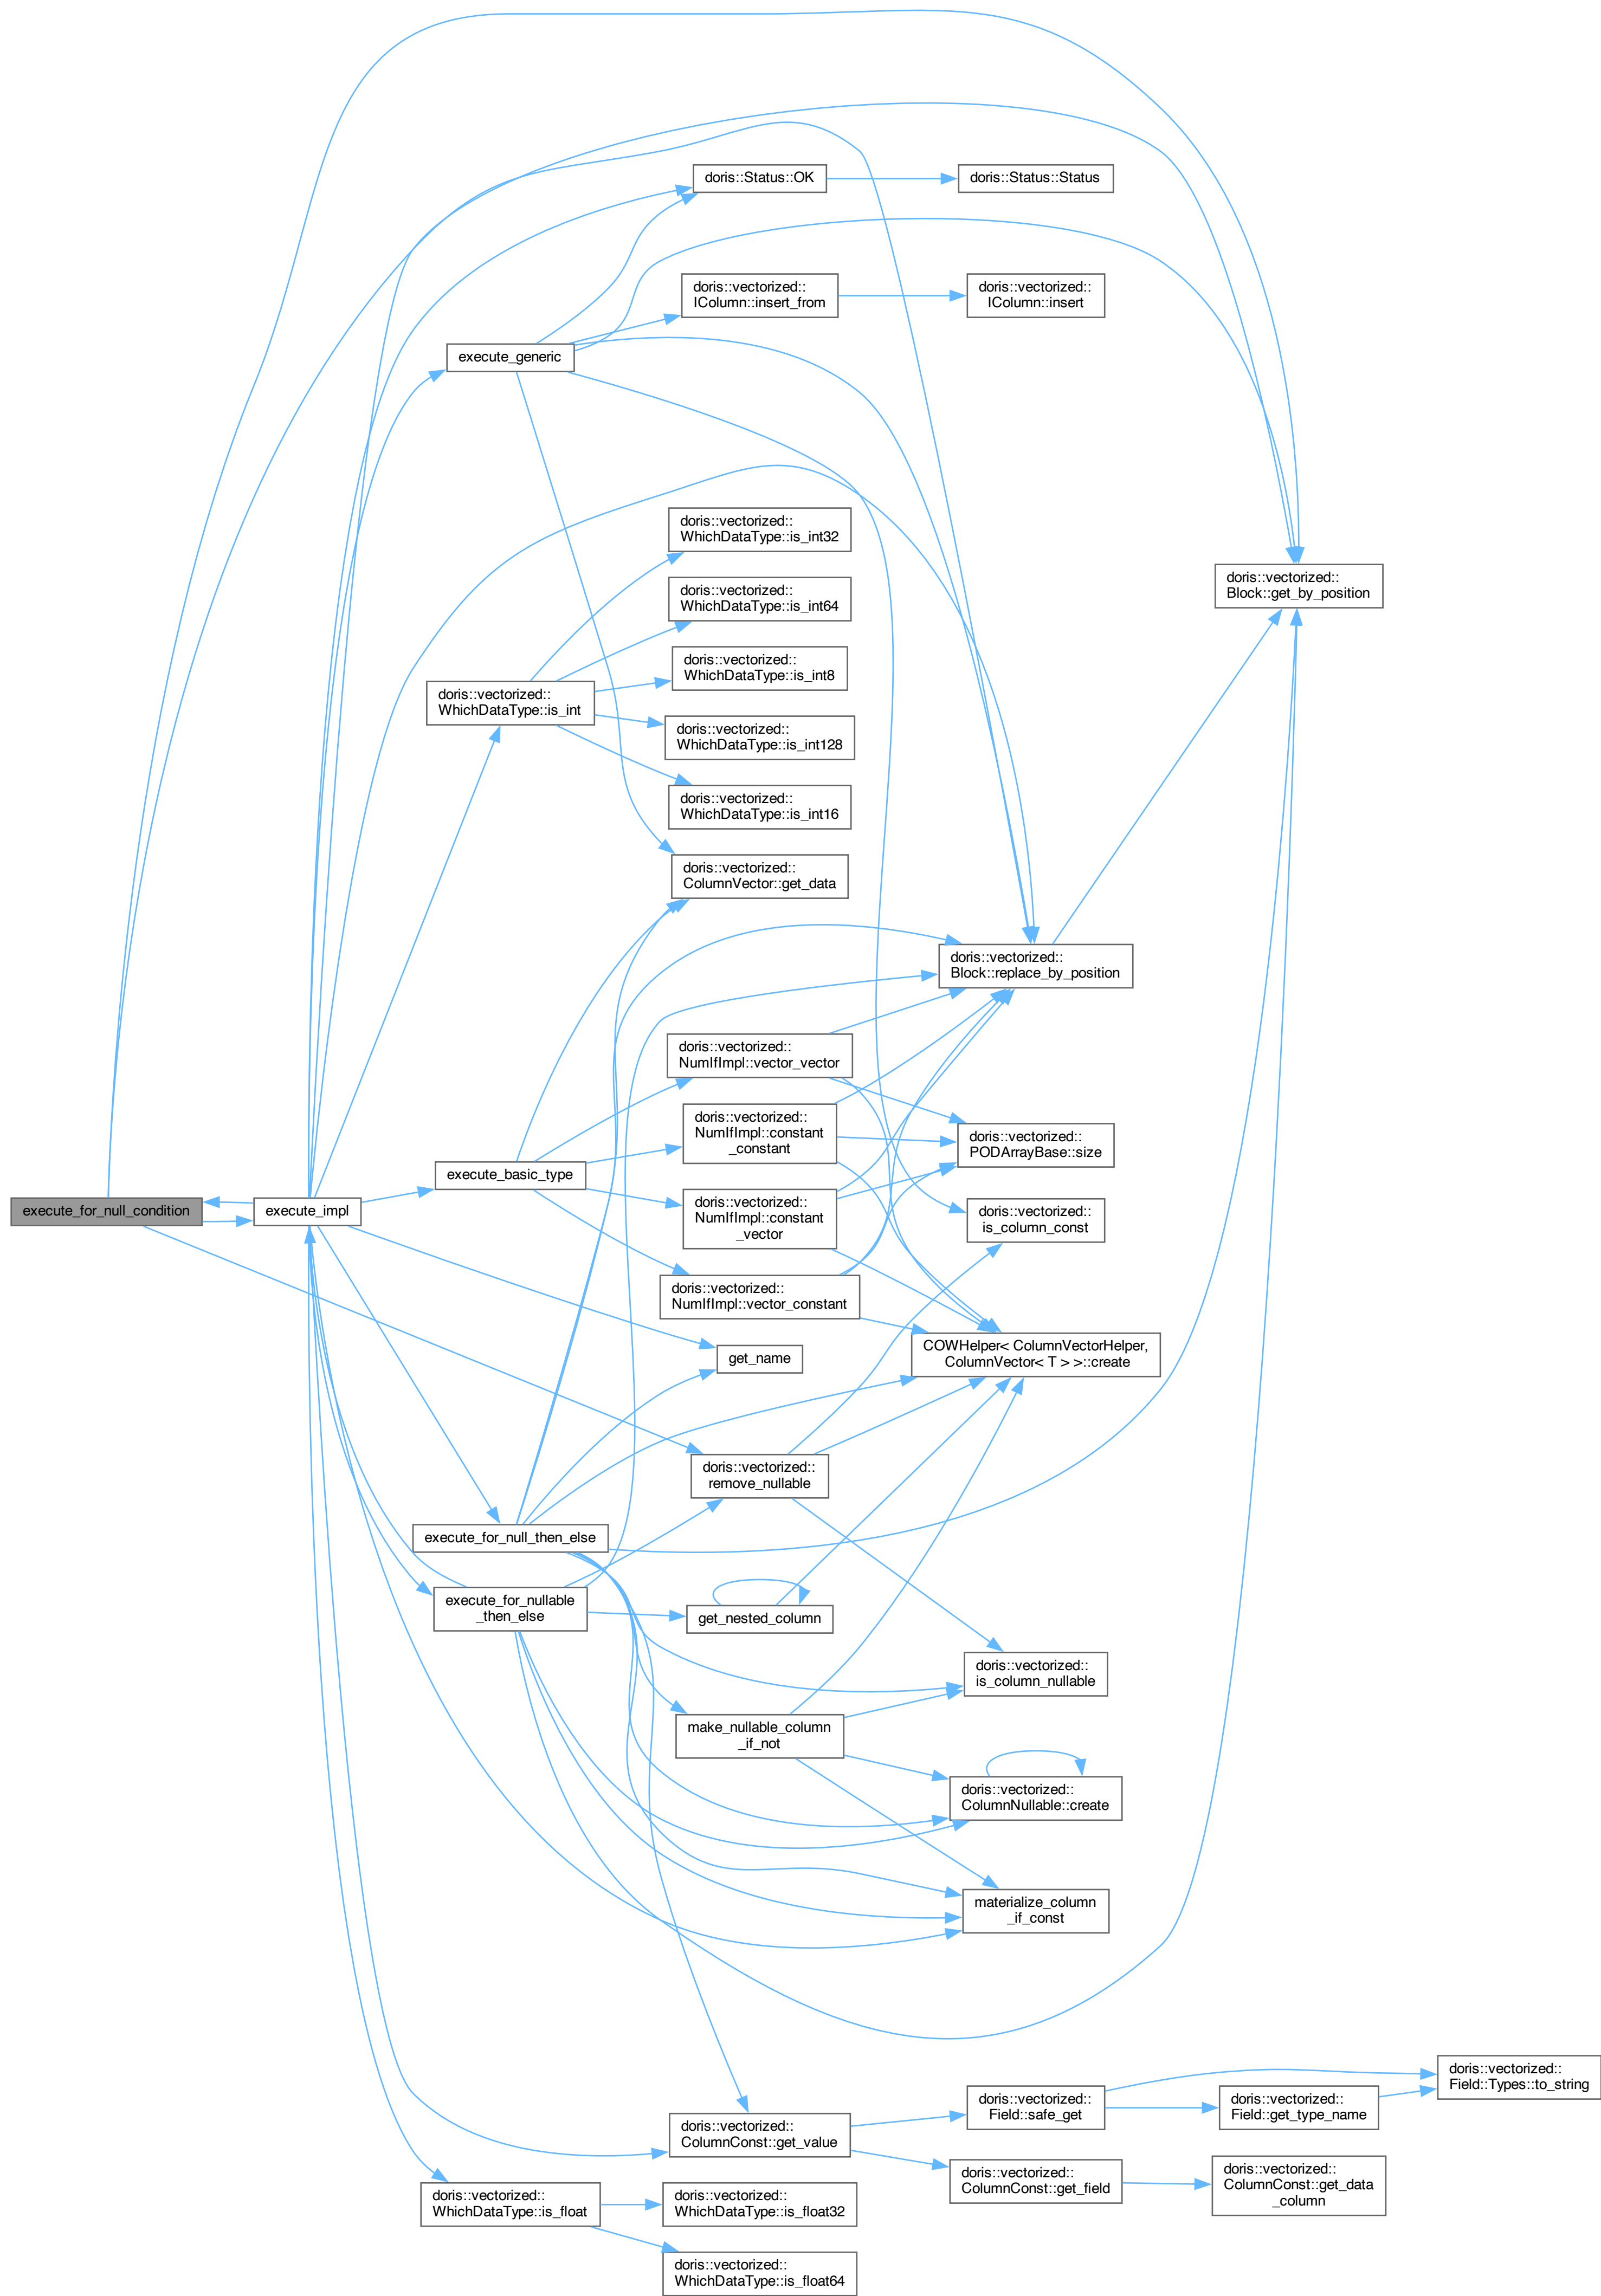 doris::Status::OK
doris::Status::Status
doris::vectorized::
IColumn::insert_from
doris::vectorized::
IColumn::insert
execute_generic
doris::vectorized::
WhichDataType::is_int32
doris::vectorized::
Block::get_by_position
doris::vectorized::
WhichDataType::is_int64
doris::vectorized::
WhichDataType::is_int8
doris::vectorized::
WhichDataType::is_int
doris::vectorized::
WhichDataType::is_int128
doris::vectorized::
WhichDataType::is_int16
doris::vectorized::
ColumnVector::get_data
doris::vectorized::
Block::replace_by_position
doris::vectorized::
NumIfImpl::vector_vector
doris::vectorized::
NumIfImpl::constant
_constant
doris::vectorized::
PODArrayBase::size
execute_basic_type
execute_for_null_condition
execute_impl
doris::vectorized::
NumIfImpl::constant
_vector
doris::vectorized::
is_column_const
doris::vectorized::
NumIfImpl::vector_constant
COWHelper< ColumnVectorHelper,
ColumnVector< T > >::create
get_name
doris::vectorized::
remove_nullable
execute_for_null_then_else
execute_for_nullable
_then_else
get_nested_column
doris::vectorized::
is_column_nullable
make_nullable_column
_if_not
doris::vectorized::
ColumnNullable::create
materialize_column
_if_const
doris::vectorized::
Field::Types::to_string
doris::vectorized::
Field::safe_get
doris::vectorized::
Field::get_type_name
doris::vectorized::
ColumnConst::get_value
doris::vectorized::
ColumnConst::get_field
doris::vectorized::
ColumnConst::get_data
_column
doris::vectorized::
WhichDataType::is_float
doris::vectorized::
WhichDataType::is_float32
doris::vectorized::
WhichDataType::is_float64